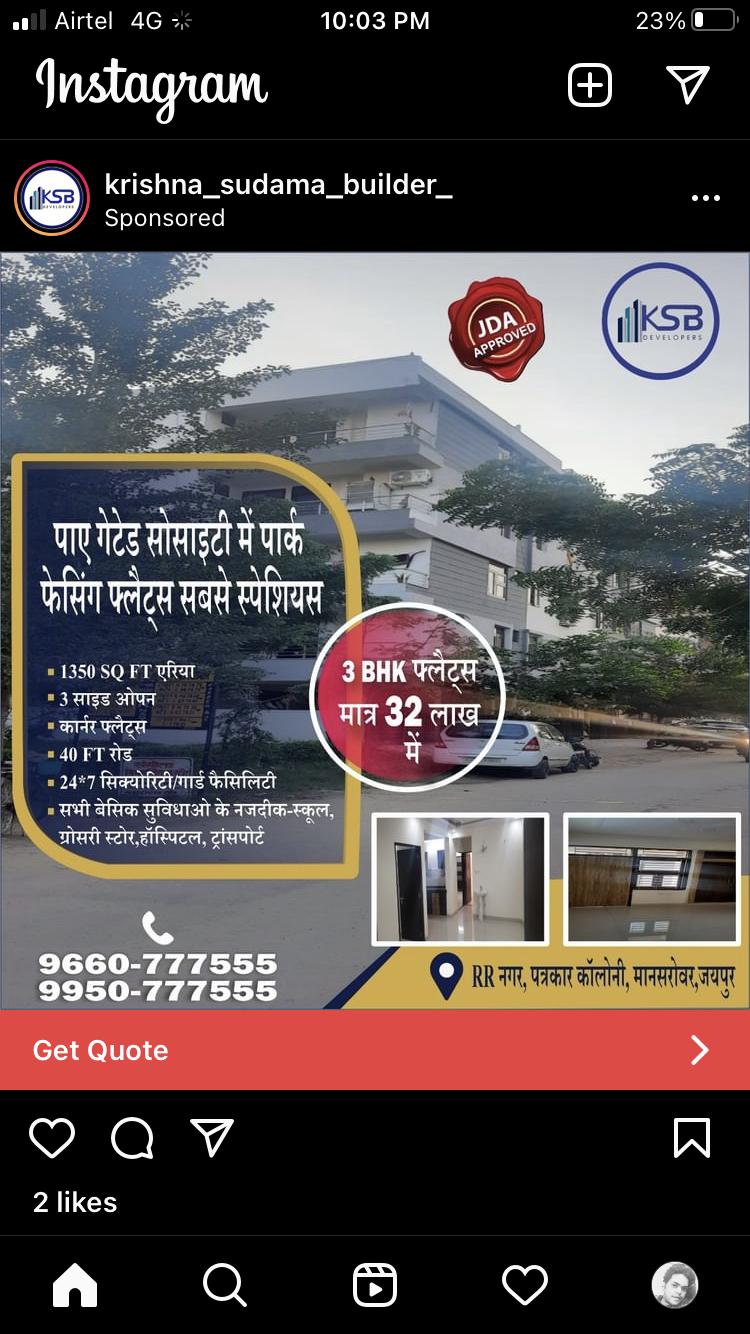 Airtel 4G 10:03 PM 23%
Instagram
KSB
DEVELOPERS
krishna_sudama_builder_
Sponsored
JDA
APPROVED
KSB
DEVELOPERS
पाए गेटेड सोसाइटी में पार्क
फेसिंग फ्लैट्स सबसे स्पेशियस
▪ 1350 SQ FT एरिया
▪ 3 साइड ओपन
▪ कार्नर फ्लैट्स
▪ 40 FT रोड
▪ 24*7 सिक्योरिटी/गार्ड फैसिलिटी
▪ सभी बेसिक सुविधाओ के नजदीक-स्कूल,
ग्रोसरी स्टोर,हॉस्पिटल, ट्रांसपोर्ट
3 BHK फ्लैट्स
मात्र 32 लाख
में
9660-777555
9950-777555
RR नगर, पत्रकार कॉलोनी, मानसरोवर,जयपुर
Get Quote
2 likes